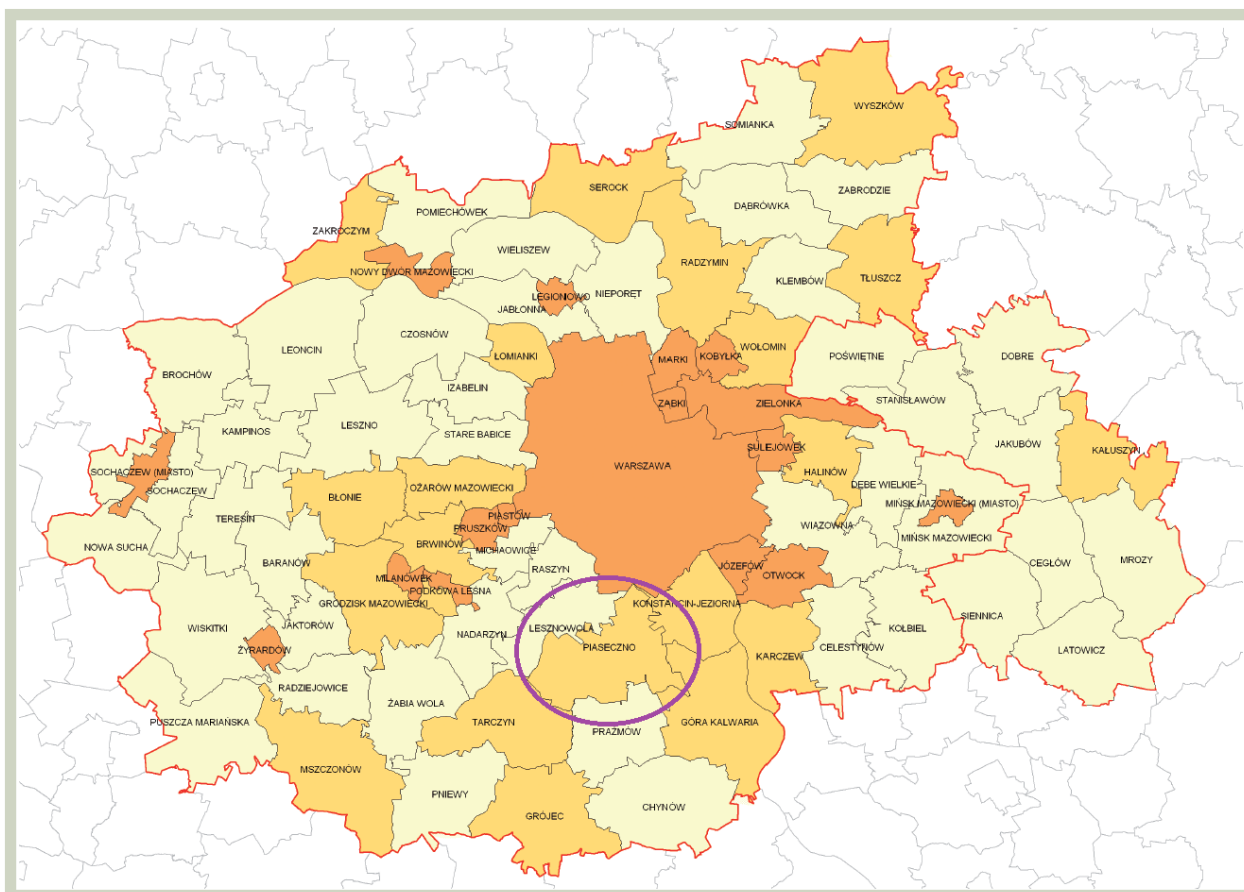 WYSZKÓW
SOMIANKA
SEROCK
ZABRODZIE
DĄBRÓWKA
POMIECHÓWEK
ZAKROCZYM
WIELISZEW
RADZYMIN
NOWY DWÓR MAZOWIECKI
KLEMBÓW
TŁUSZCZ
LEGIONOWO
NIEPORĘT
JABŁONNA
CZOSNÓW
LEONCIN
ŁOMIANKI
MARKI
KOBYŁKA
WOŁOMIN
POŚWIĘTNE
DOBRE
BROCHÓW
IZABELIN
ZĄBKI
ZIELONKA
STANISŁAWÓW
KAMPINOS
LESZNO
STARE BABICE
SULEJÓWEK
JAKUBÓW
KAŁUSZYN
WARSZAWA
SOCHACZEW (MIASTO)
SOCHACZEW
HALINÓW
DĘBE WIELKIE
BŁONIE
OŻARÓW MAZOWIECKI
MIŃSK MAZOWIECKI (MIASTO)
TERESIN
PIASTÓW
PRUSZKÓW
WIĄZOWNA
MIŃSK MAZOWIECKI
NOWA SUCHA
BRWINÓW
MICHAOWICE
MROZY
BARANÓW
RASZYN
CEGŁÓW
MILANÓWEK
JÓZEFÓW
OTWOCK
PODKOWA LEŚNA
GRODZISK MAZOWIECKI
KONSTANCIN-JEZIORNA
SIENNICA
WISKITKI
JAKTORÓW
NADARZYN
LESZNOWOLA
KOŁBIEL
ŻYRARDÓW
PIASECZNO
KARCZEW
CELESTYNÓW
LATOWICZ
RADZIEJOWICE
ŻABIA WOLA
PUSZCZA MARIAŃSKA
TARCZYN
GÓRA KALWARIA
PRAŻMÓW
MSZCZONÓW
PNIEWY
CHYNÓW
GRÓJEC